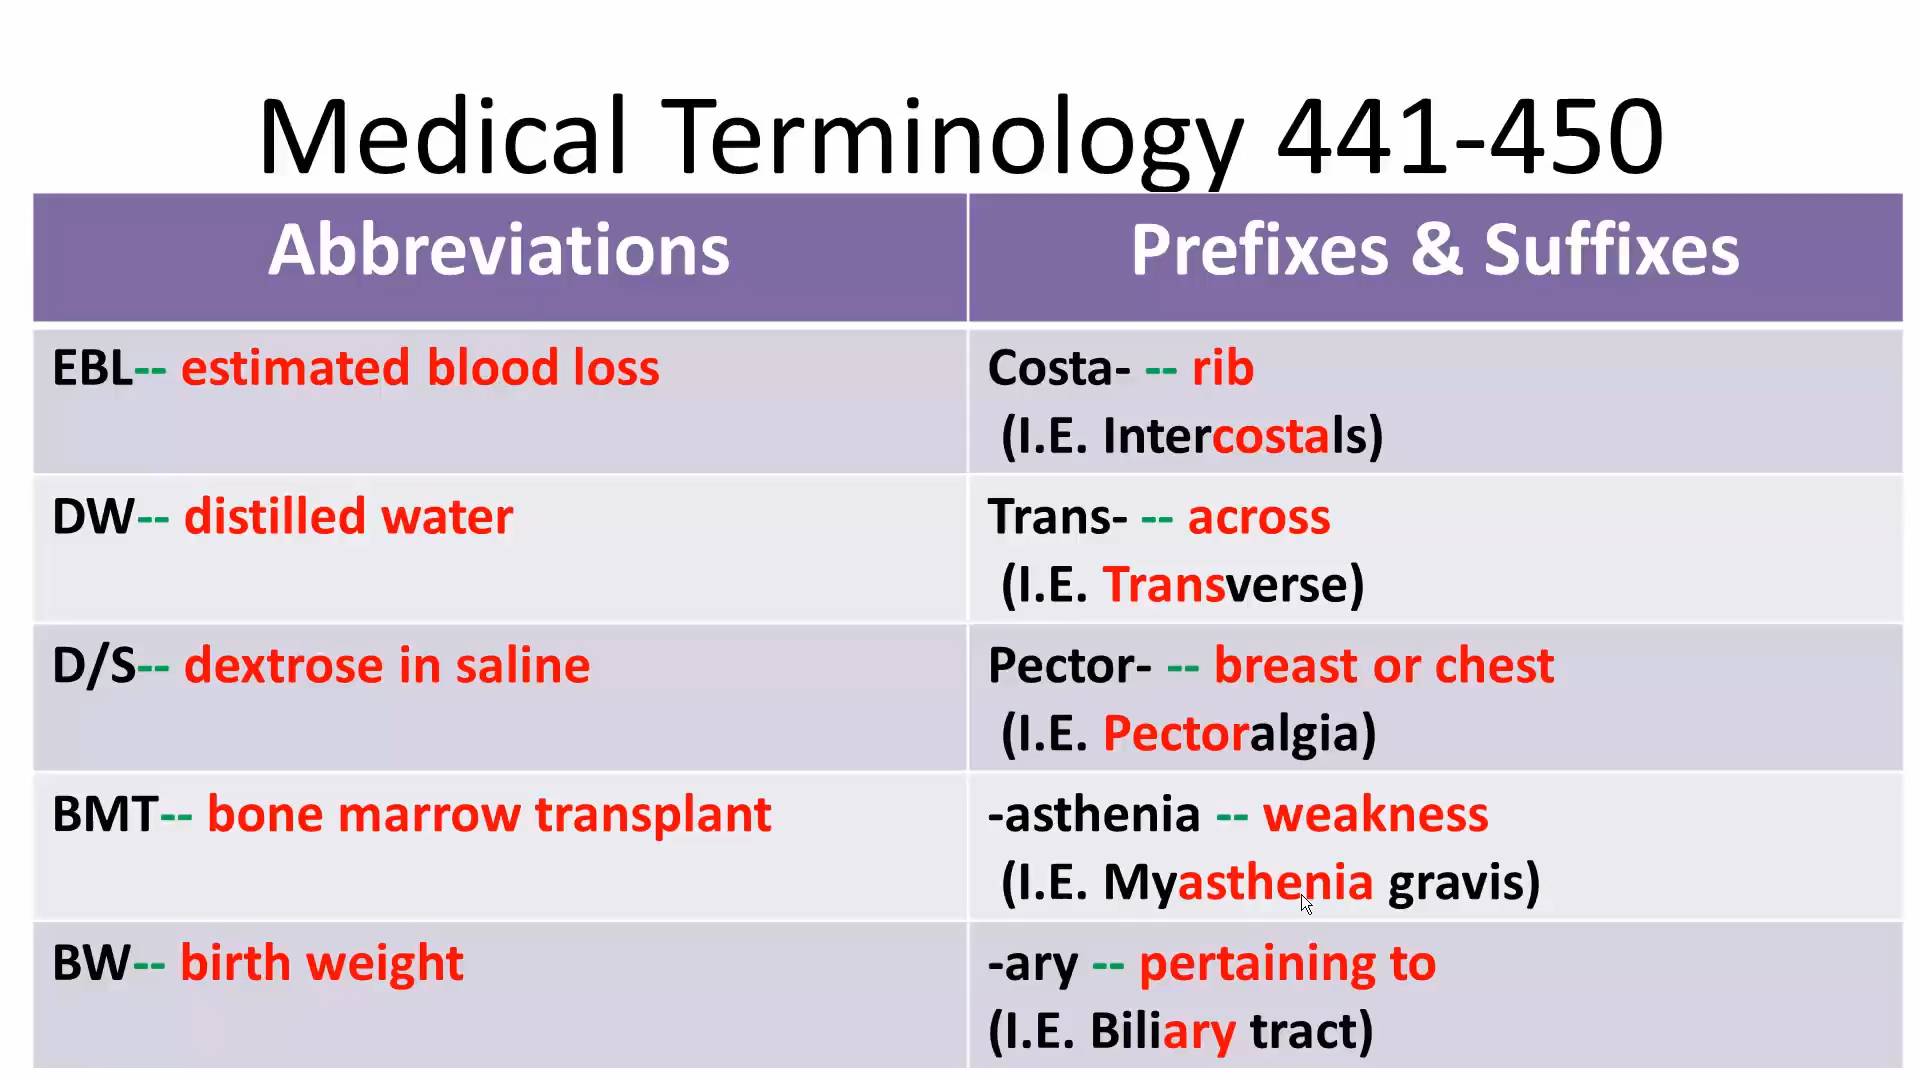 Medical Terminology 441-450
Abbreviations
Prefixes & Suffixes
EBL-- estimated blood loss
Costa- -- rib
(I.E. Intercostals)
DW-- distilled water
Trans- -- across
(I.E. Transverse)
D/S-- dextrose in saline
Pector- -- breast or chest
(I.E. Pectoralgia)
BMT-- bone marrow transplant
-asthenia -- weakness
(I.E. Myasthenia gravis)
BW-- birth weight
-ary -- pertaining to
(I.E. Biliary tract)